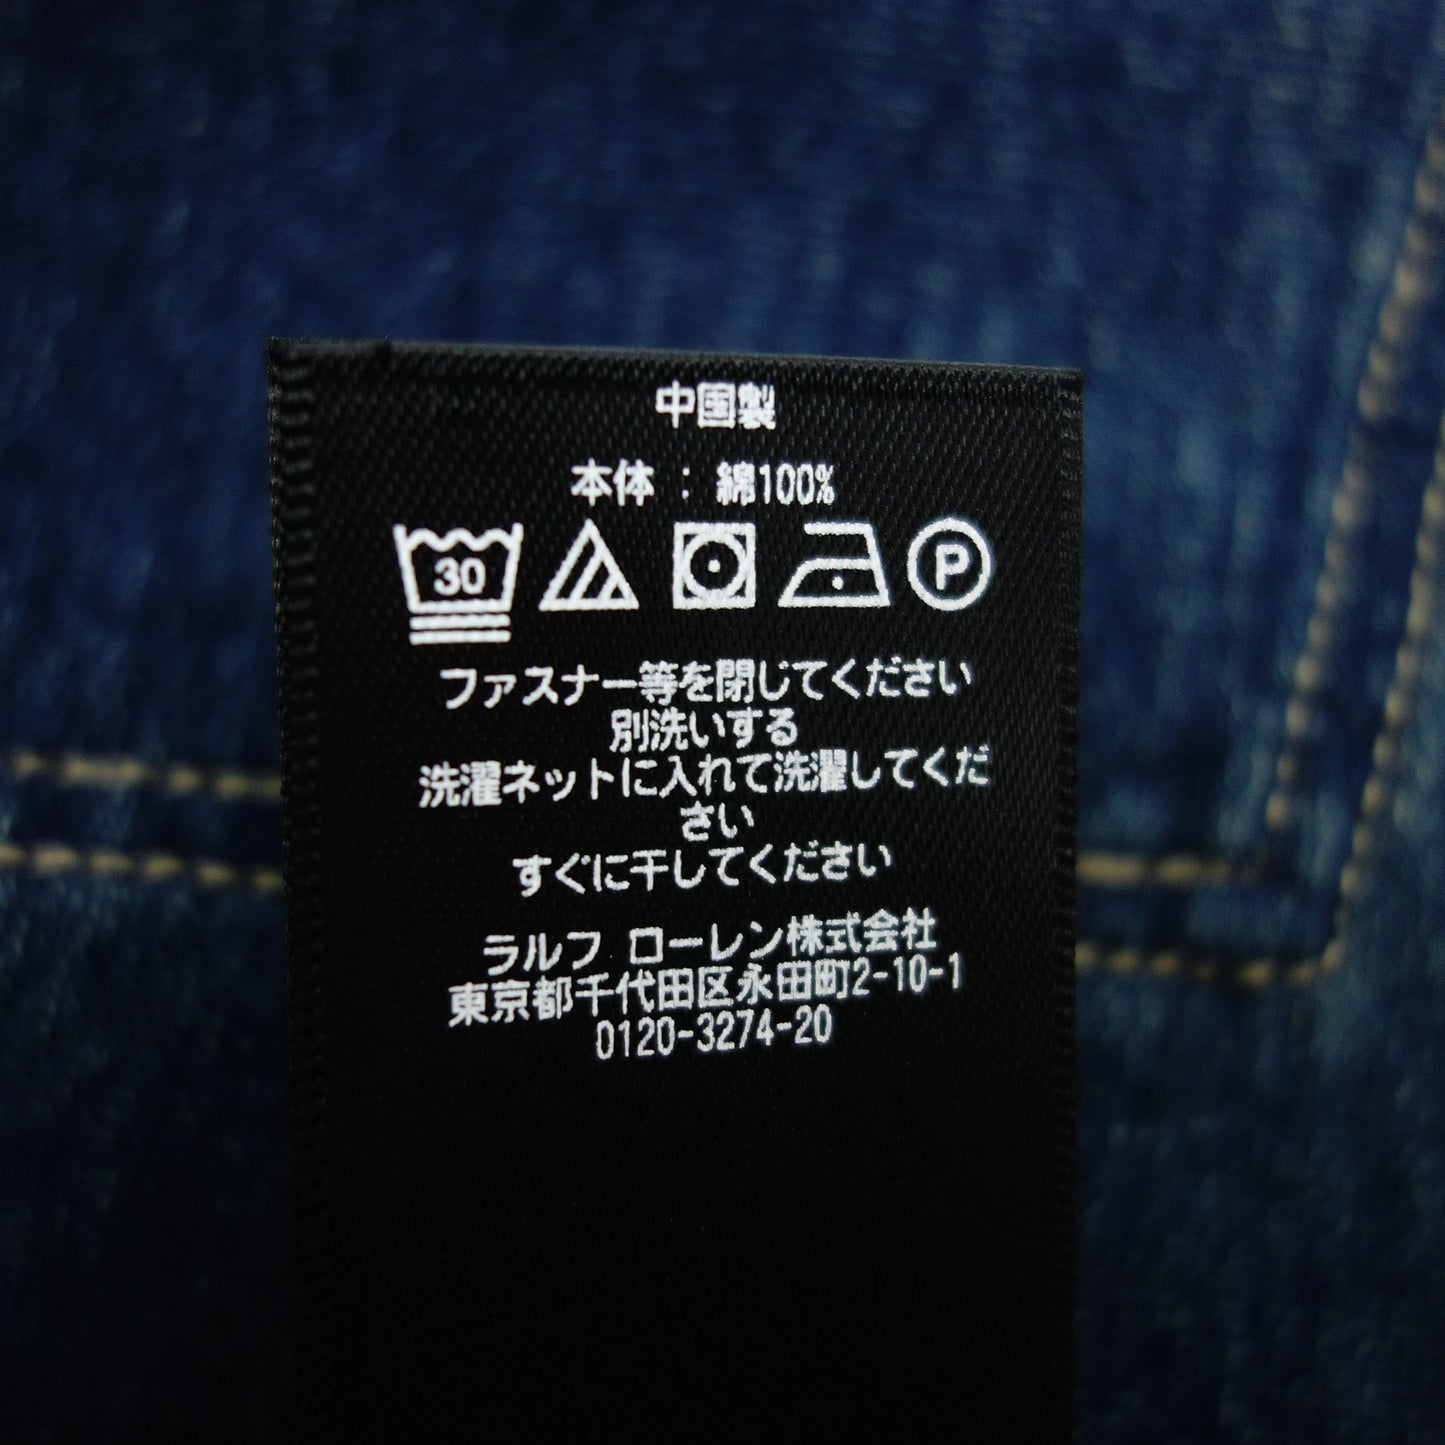 中国製
本体 : 綿100%
30 P
ファスナー等を閉じてください
別洗いする
洗濯ネットに入れて洗濯してくだ
さい
すぐに干してください
ラルフ ローレン株式会社
東京都千代田区永田町2-10-1
0120-3274-20